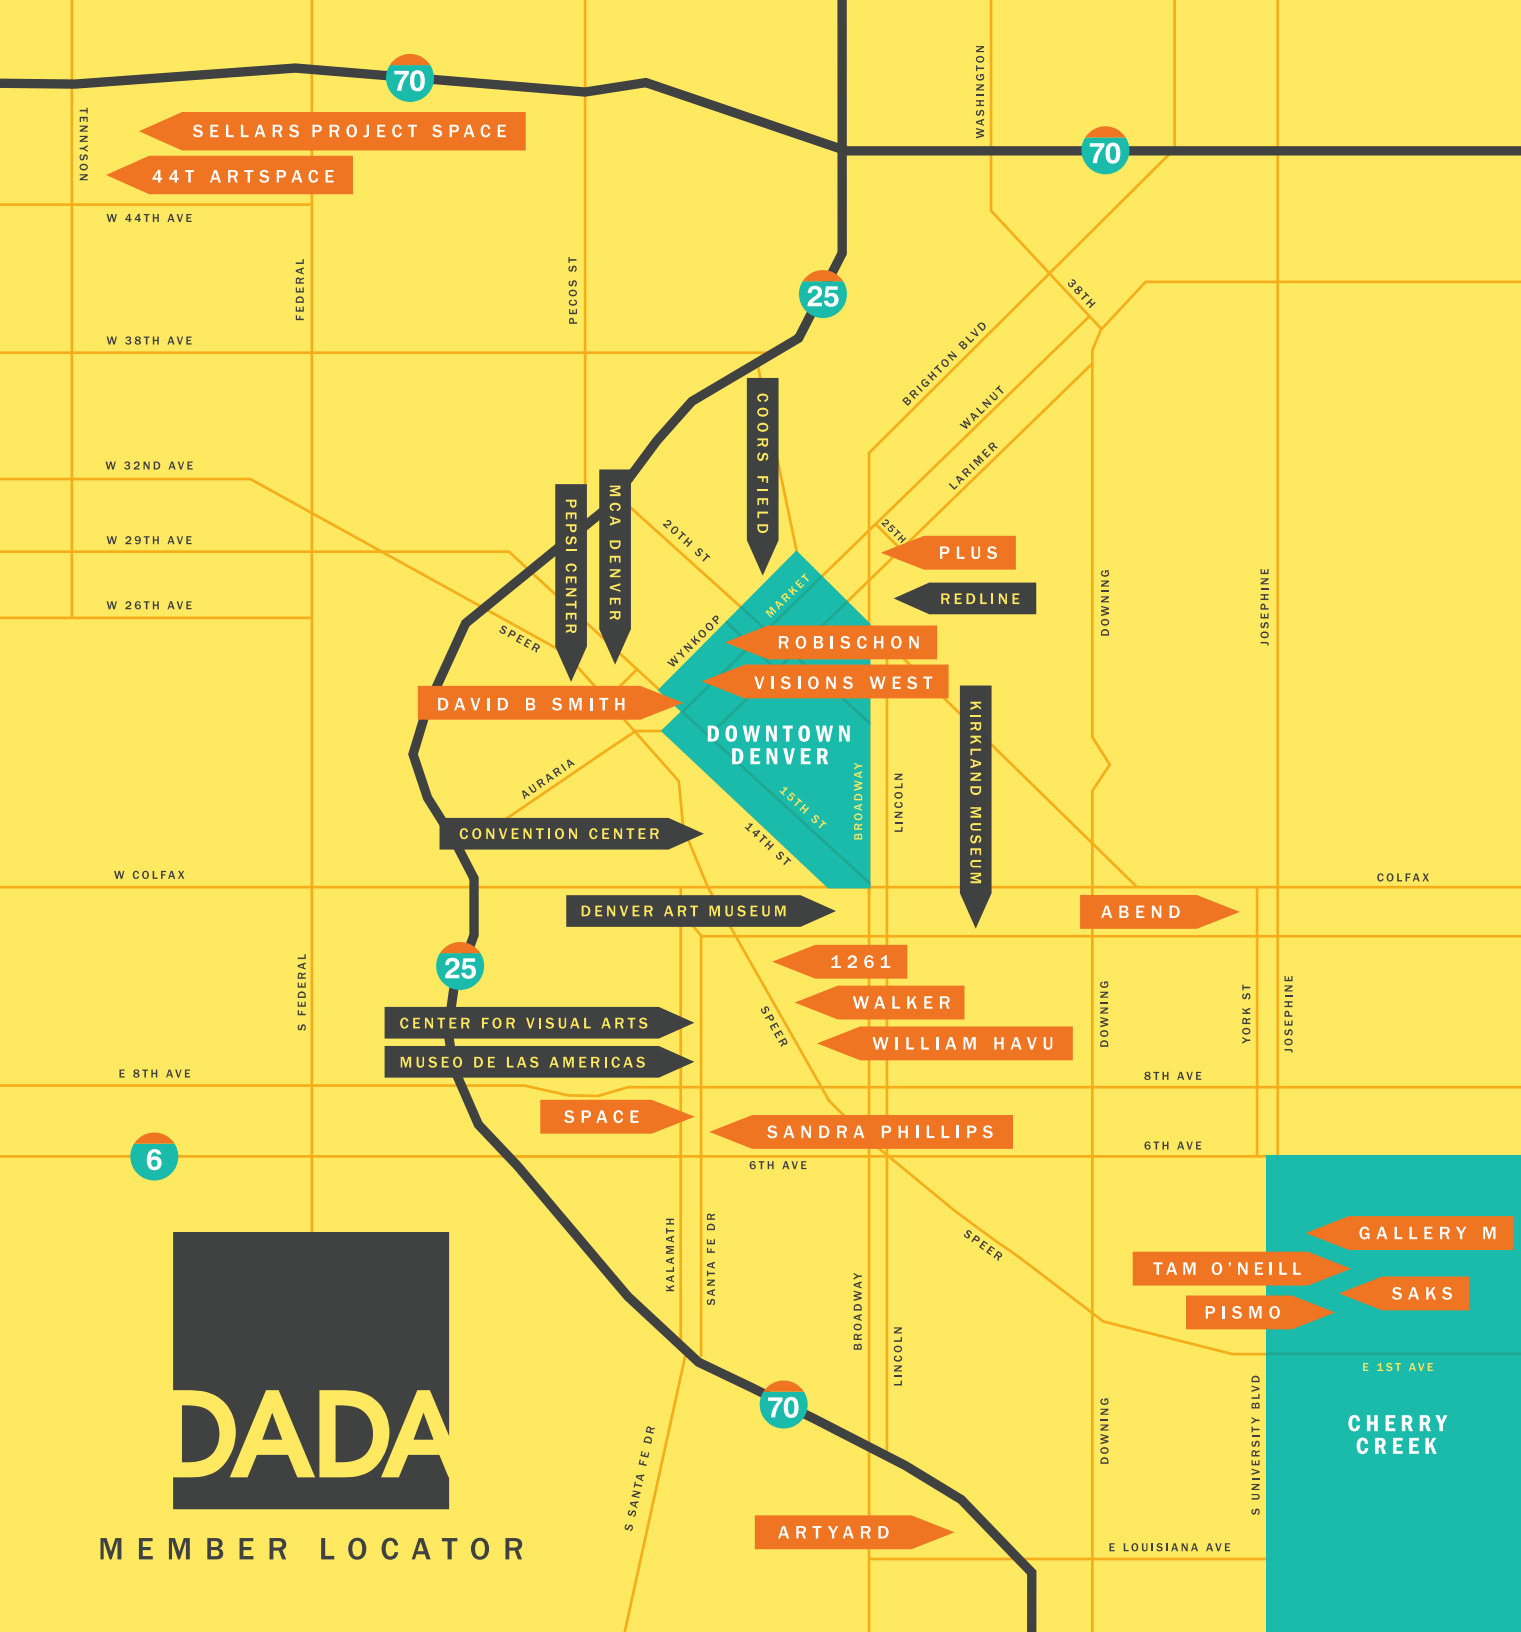 70
WASHINGTON
TENNYSON
SELLARS PROJECT SPACE
70
44T ARTSPACE
W 44TH AVE
FEDERAL
PECOS ST
25
38TH
W 38TH AVE
BRIGHTON BLVD
WALNUT
LARIMER
COORS FIELD
W 32ND AVE
MCA DENVER
PEPSI CENTER
20TH ST
25TH
PLUS
W 29TH AVE
REDLINE
MARKET
W 26TH AVE
DOWNING
JOSEPHINE
SPEER
WYNKOOP
ROBISCHON
VISIONS WEST
DAVID B SMITH
KIRKLAND MUSEUM
DOWNTOWN
DENVER
AURARIA
15TH ST
BROADWAY
LINCOLN
CONVENTION CENTER
14TH ST
W COLFAX
COLFAX
DENVER ART MUSEUM
ABEND
S FEDERAL
25
1261
WALKER
CENTER FOR VISUAL ARTS
SPEER
WILLIAM HAVU
DOWNING
YORK ST
JOSEPHINE
MUSEO DE LAS AMERICAS
E 8TH AVE
8TH AVE
SPACE
SANDRA PHILLIPS
6TH AVE
6
6TH AVE
KALAMATH
SANTA FE DR
SPEER
GALLERY M
TAM O'NEILL
SAKS
PISMO
BROADWAY
LINCOLN
E 1ST AVE
70
DOWNING
S UNIVERSITY BLVD
CHERRY
CREEK
DADA
S SANTA FE DR
ARTYARD
E LOUISIANA AVE
MEMBER LOCATOR